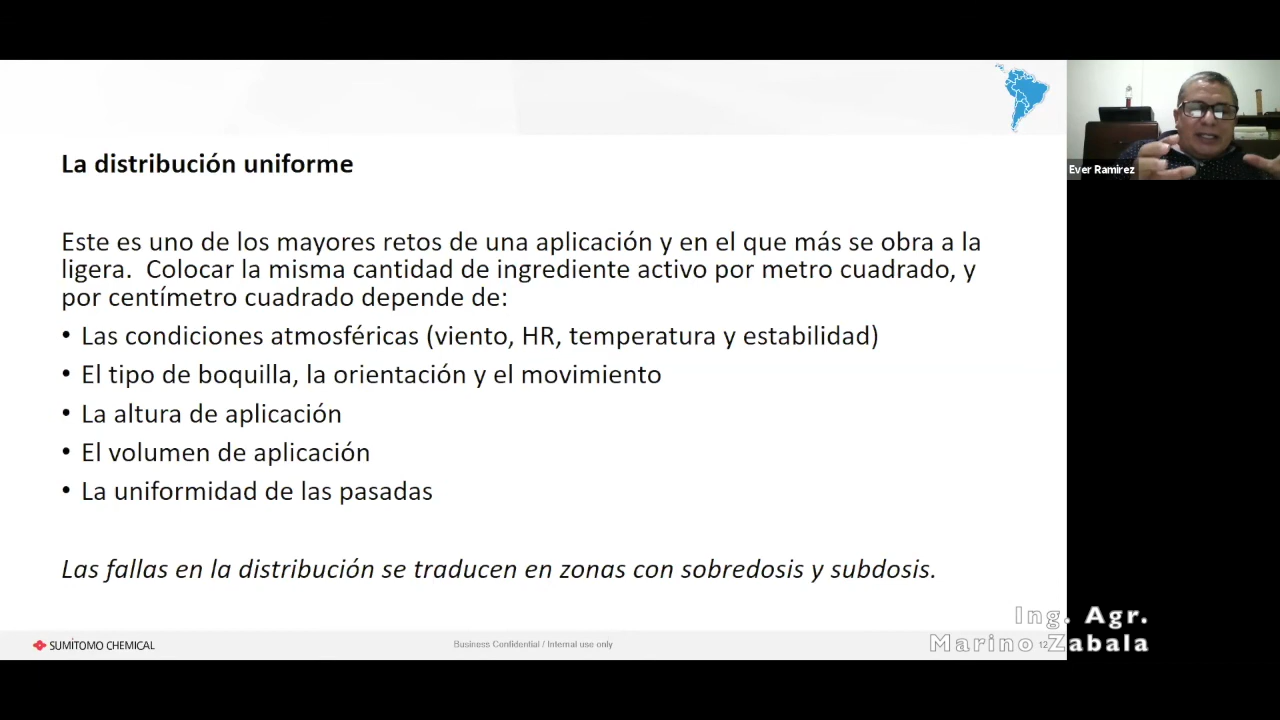 La distribución uniforme
Este es uno de los mayores retos de una aplicación y en el que más se obra a la
ligera. Colocar la misma cantidad de ingrediente activo por metro cuadrado, y
por centímetro cuadrado depende de:
• Las condiciones atmosféricas (viento, HR, temperatura y estabilidad)
• El tipo de boquilla, la orientación y el movimiento
• La altura de aplicación
• El volumen de aplicación
• La uniformidad de las pasadas
Las fallas en la distribución se traducen en zonas con sobredosis y subdosis.
SUMİTOMO CHEMICAL
Business Confidential / Internal use only
12
Ever Ramirez
Ing. Agr.
Marino Zabala